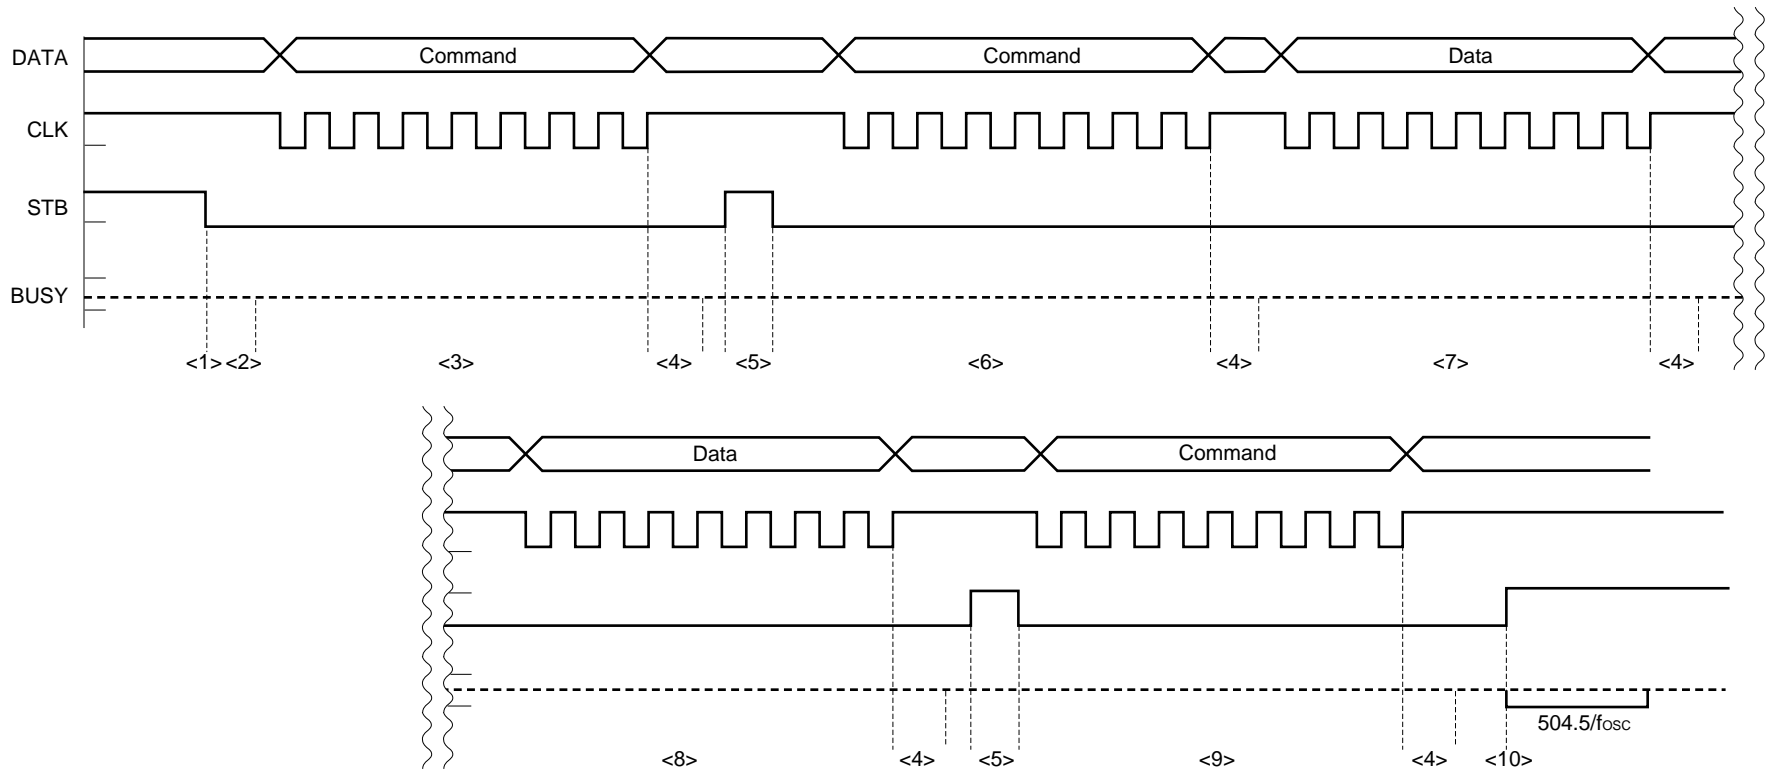 DATA Command Command Data
CLK
STB
BUSY
<1> <2> <3> <4> <5> <6> <4> <7> <4>
Data Command
504.5/fosc
<8> <4> <5> <9> <4> <10>